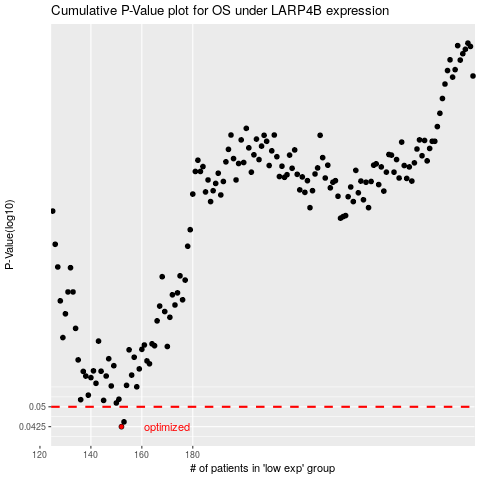 Cumulative P-Value plot for OS under LARP4B expression
P-Value(log10)
0.05
0.0425
optimized
120 140 160 180
# of patients in 'low exp' group